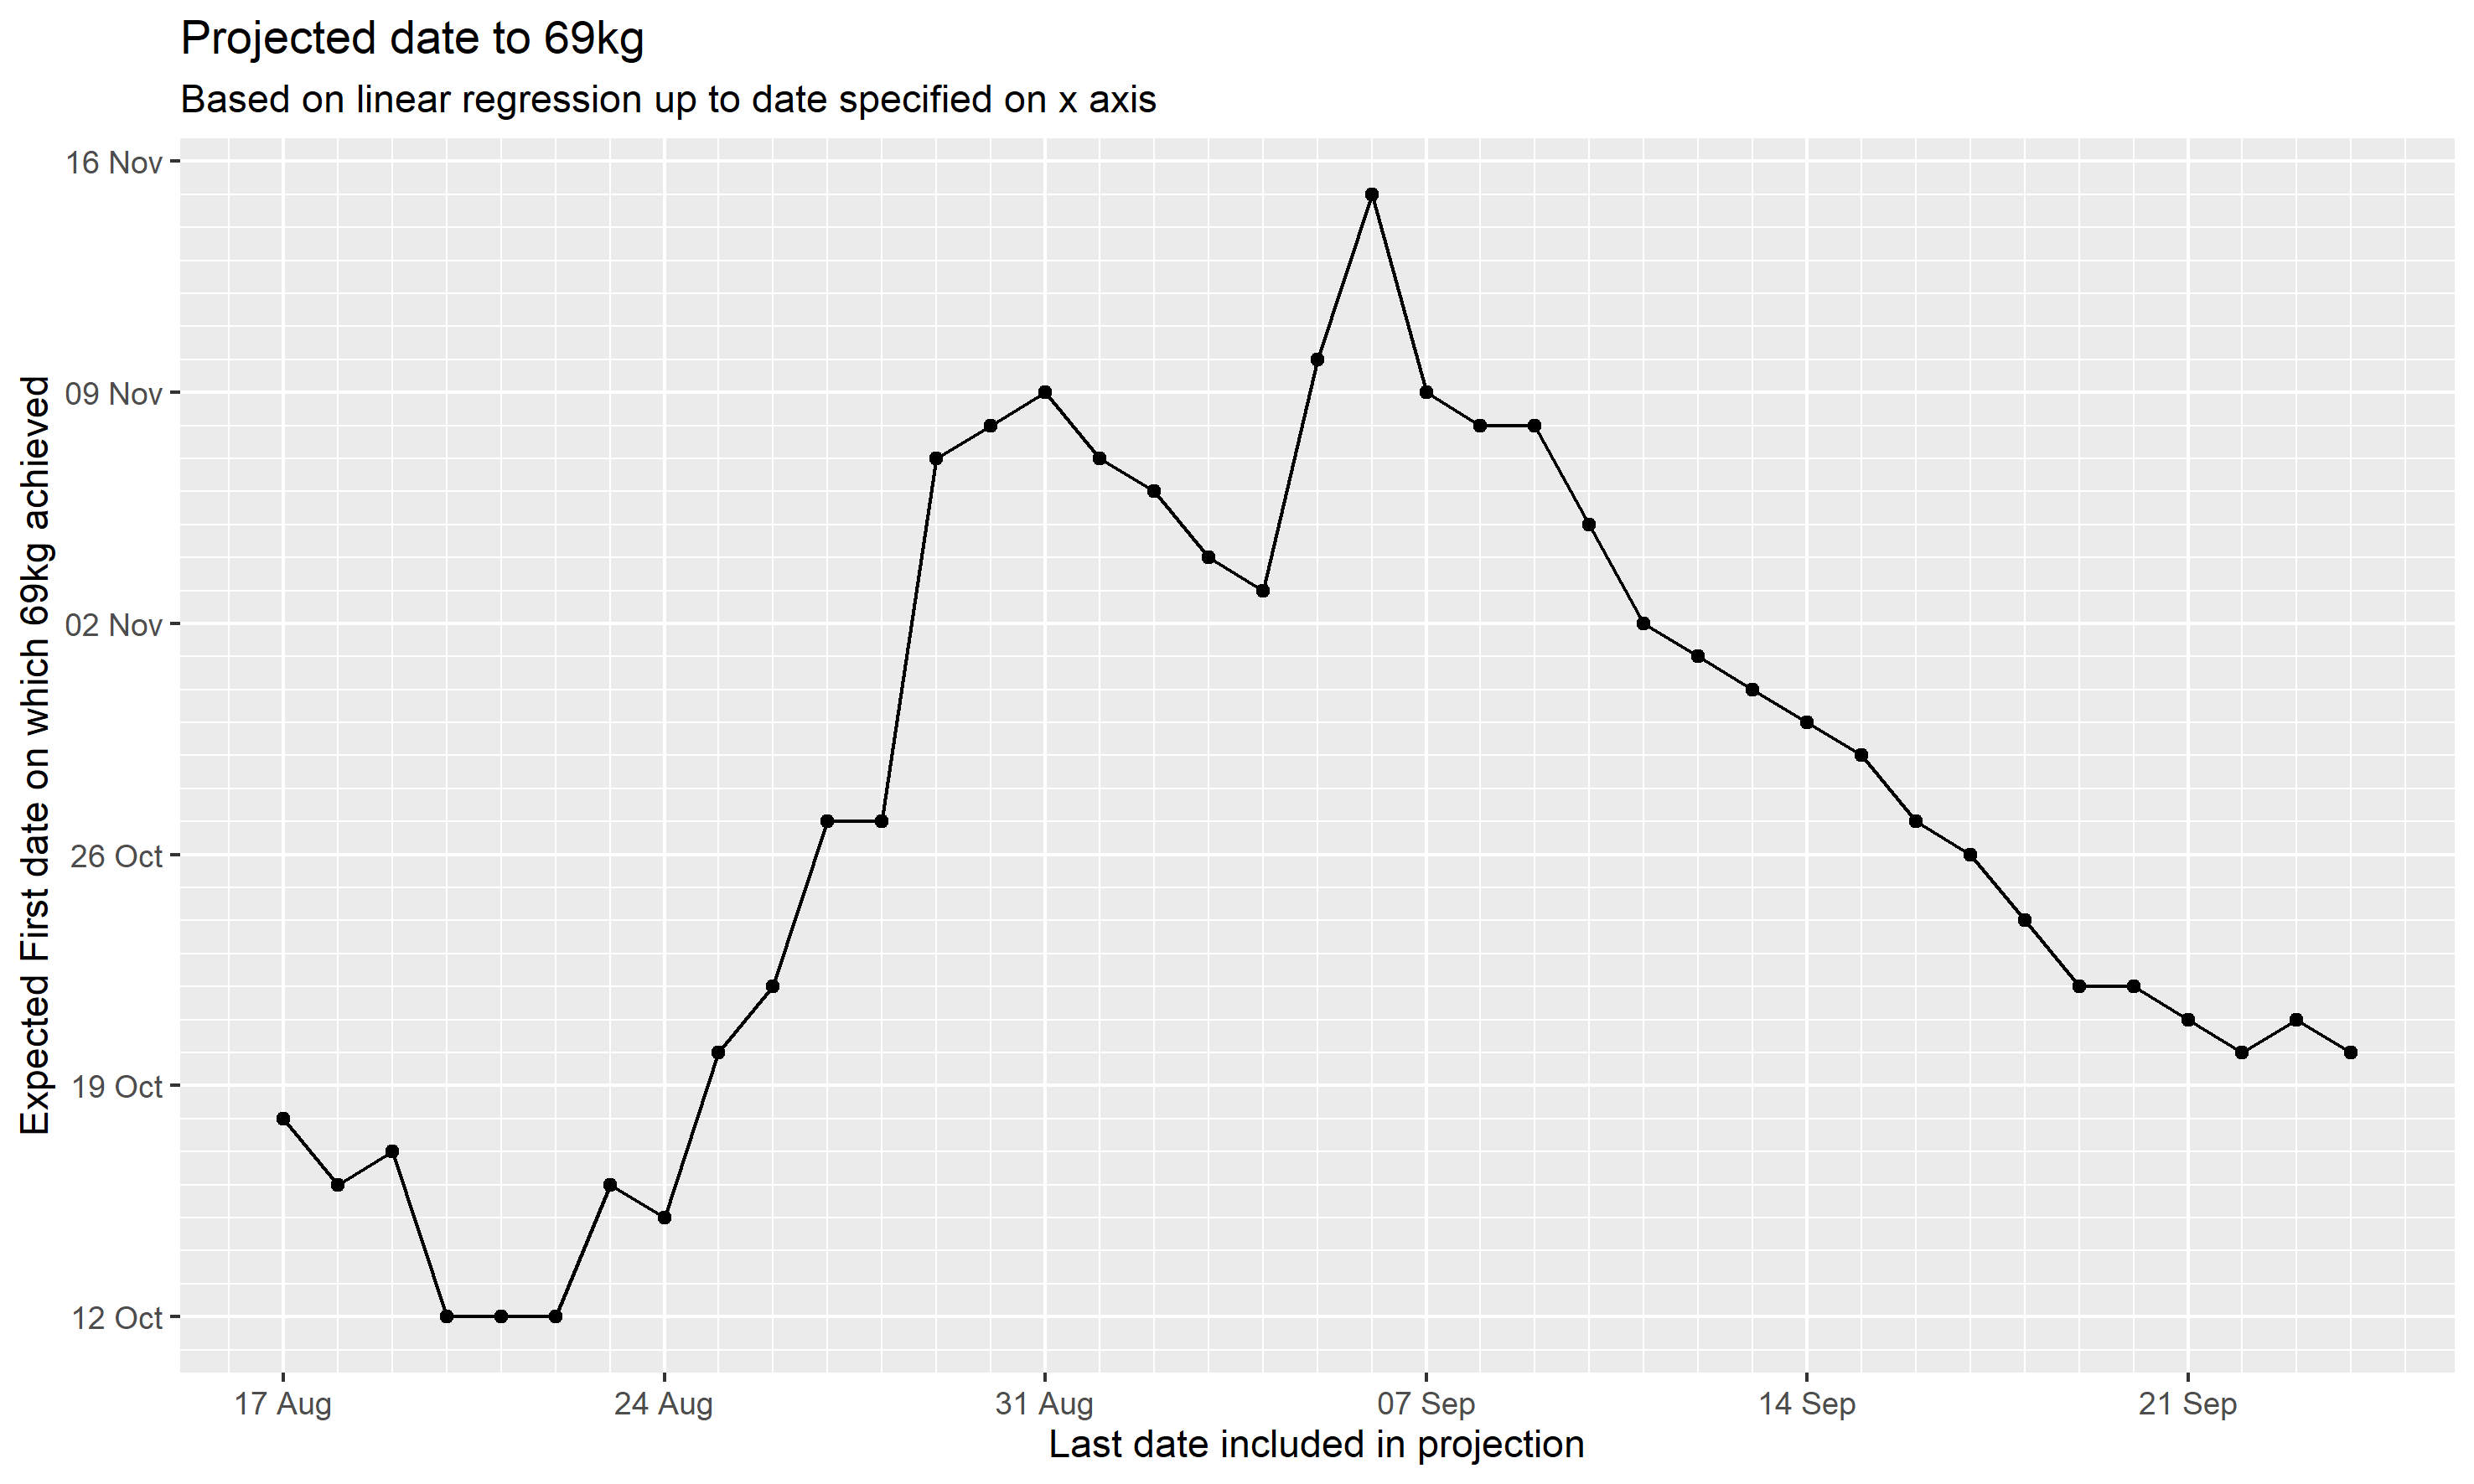 Projected date to 69kg
Based on linear regression up to date specified on x axis
Expected First date on which 69kg achieved
16 Nov
09 Nov
02 Nov
26 Oct
19 Oct
12 Oct
17 Aug
24 Aug
31 Aug
07 Sep
14 Sep
21 Sep
Last date included in projection